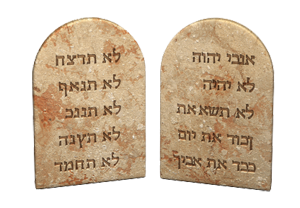 אנכי יהוה
לא יהיה
לא תשא את
זכור את יום
כבד את אביך
לא תרצח
לא תנאף
לא תגנב
לא תענה
לא תחמד